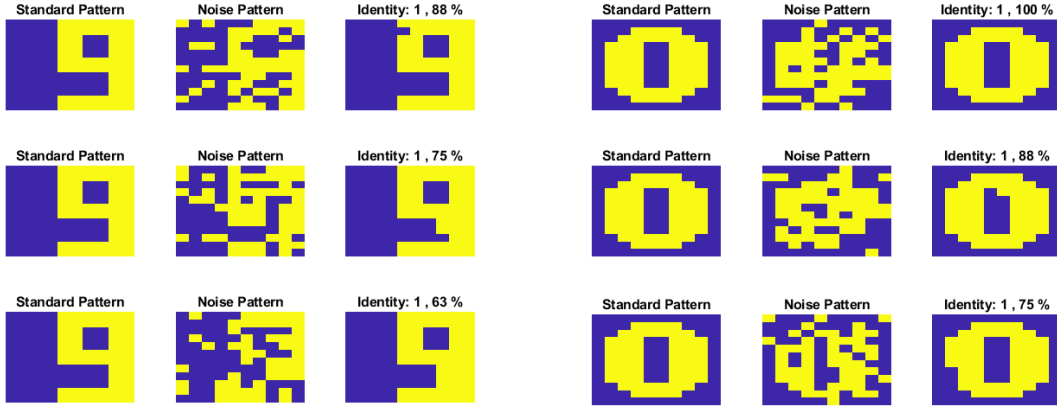 Standard Pattern Noise Pattern Identity: 1 , 88 % Standard Pattern Noise Pattern Identity: 1 , 100 %
Standard Pattern Noise Pattern Identity: 1 , 75 % Standard Pattern Noise Pattern Identity: 1 , 88 %
Standard Pattern Noise Pattern Identity: 1 , 63 % Standard Pattern Noise Pattern Identity: 1 , 75 %